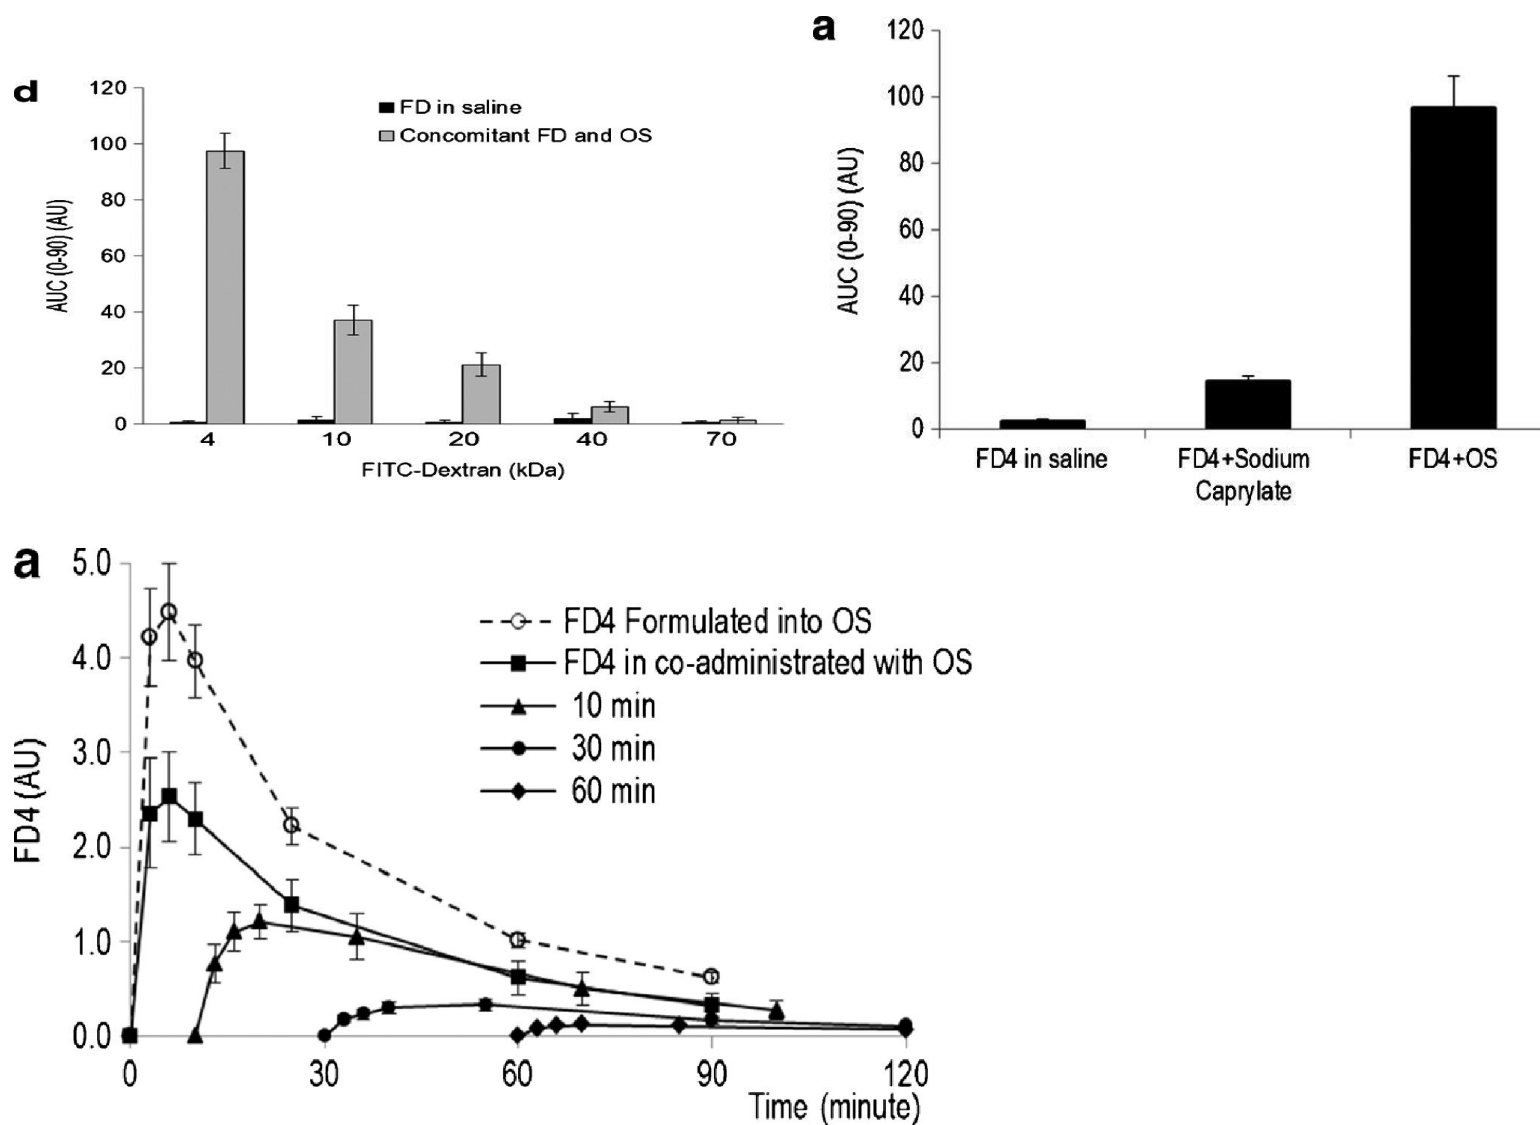 d
120
100
80
60
40
20
0
AUC (0-90) (AU)
FD in saline
Concomitant FD and OS
4 10 20 40 70
FITC-Dextran (kDa)
a
120
100
80
60
40
20
0
AUC (0-90) (AU)
FD4 in saline
FD4+Sodium
Caprylate
FD4+OS
a
5.0
4.0
3.0
2.0
1.0
0.0
FD4 (AU)
FD4 Formulated into OS
FD4 in co-administrated with OS
10 min
30 min
60 min
0 30 60 90 120
Time (minute)